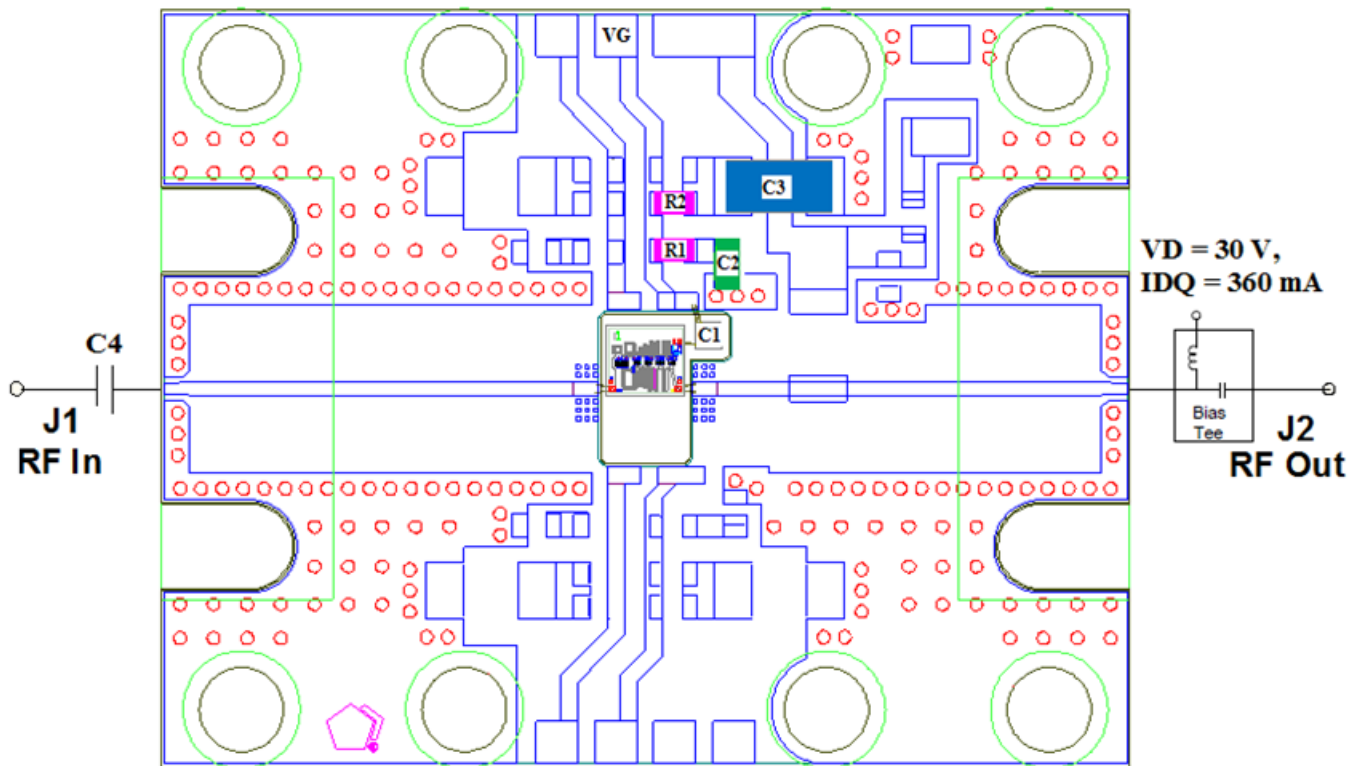 VG
C3
R2
R1
C2
VD = 30 V,
IDQ = 360 mA
C1
C4
J1
RF In
Bias
Tee
J2
RF Out